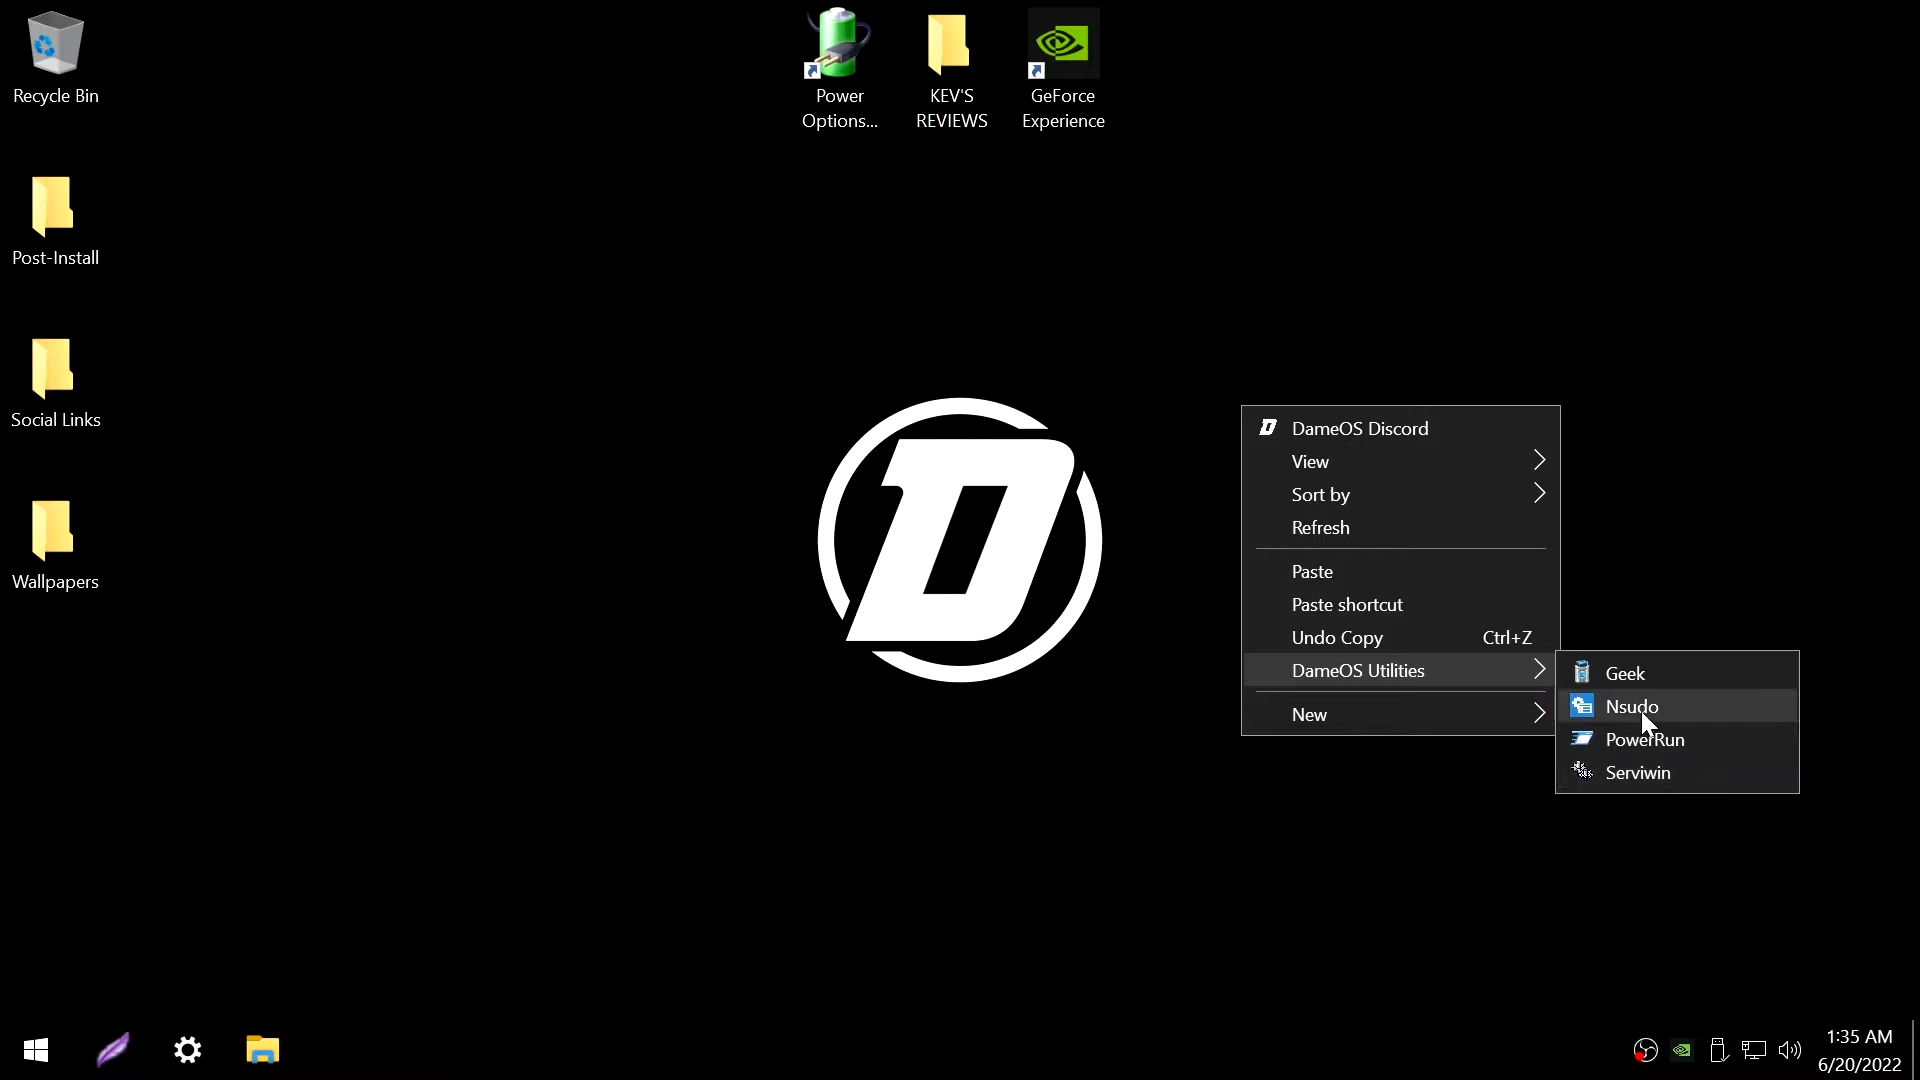 Recycle Bin
Power
Options...
KEV'S
REVIEWS
GeForce
Experience
Post-Install
Social Links
Wallpapers
D
DameOS Discord
View
Sort by
Refresh
Paste
Paste shortcut
Undo Copy Ctrl+Z
DameOS Utilities
New
Geek
Nsudo
PowerRun
Serviwin
1:35 AM
6/20/2022